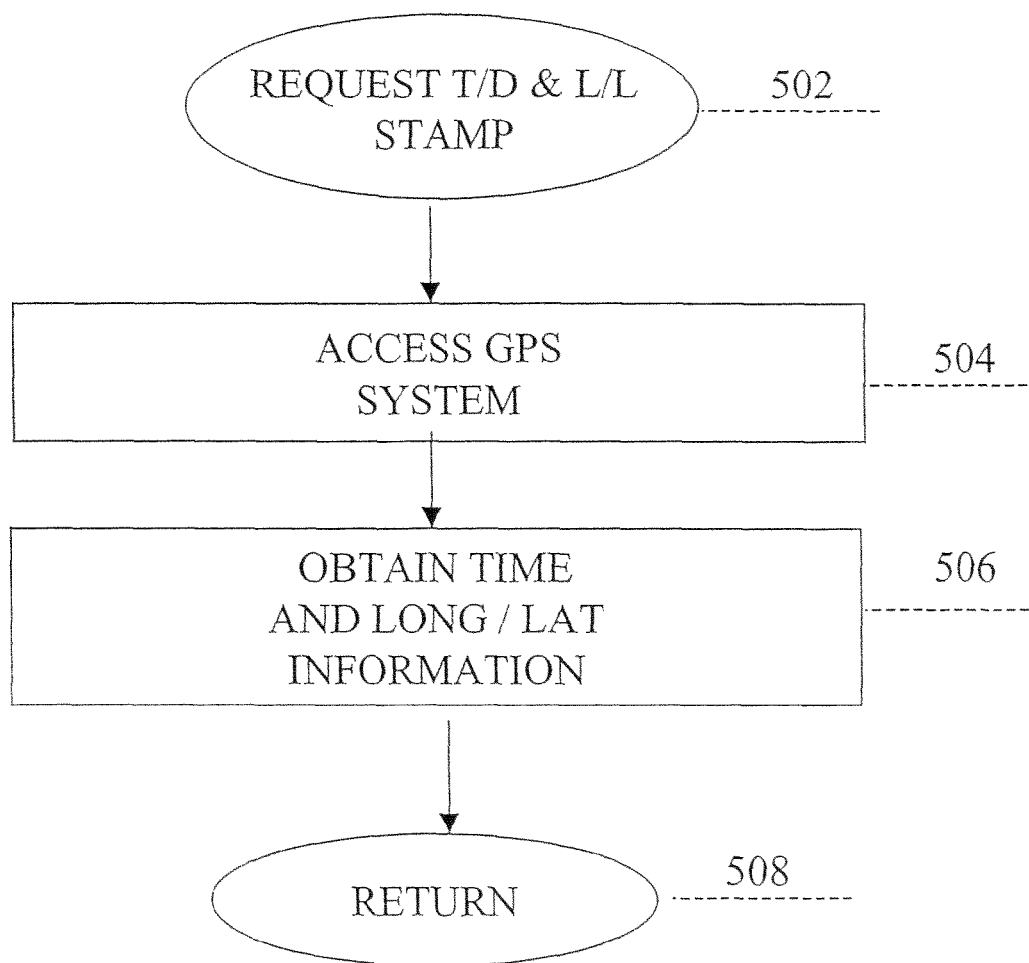 REQUEST T/D & L/L
STAMP
502
ACCESS GPS
SYSTEM
504
OBTAIN TIME
AND LONG / LAT
INFORMATION
506
RETURN
508